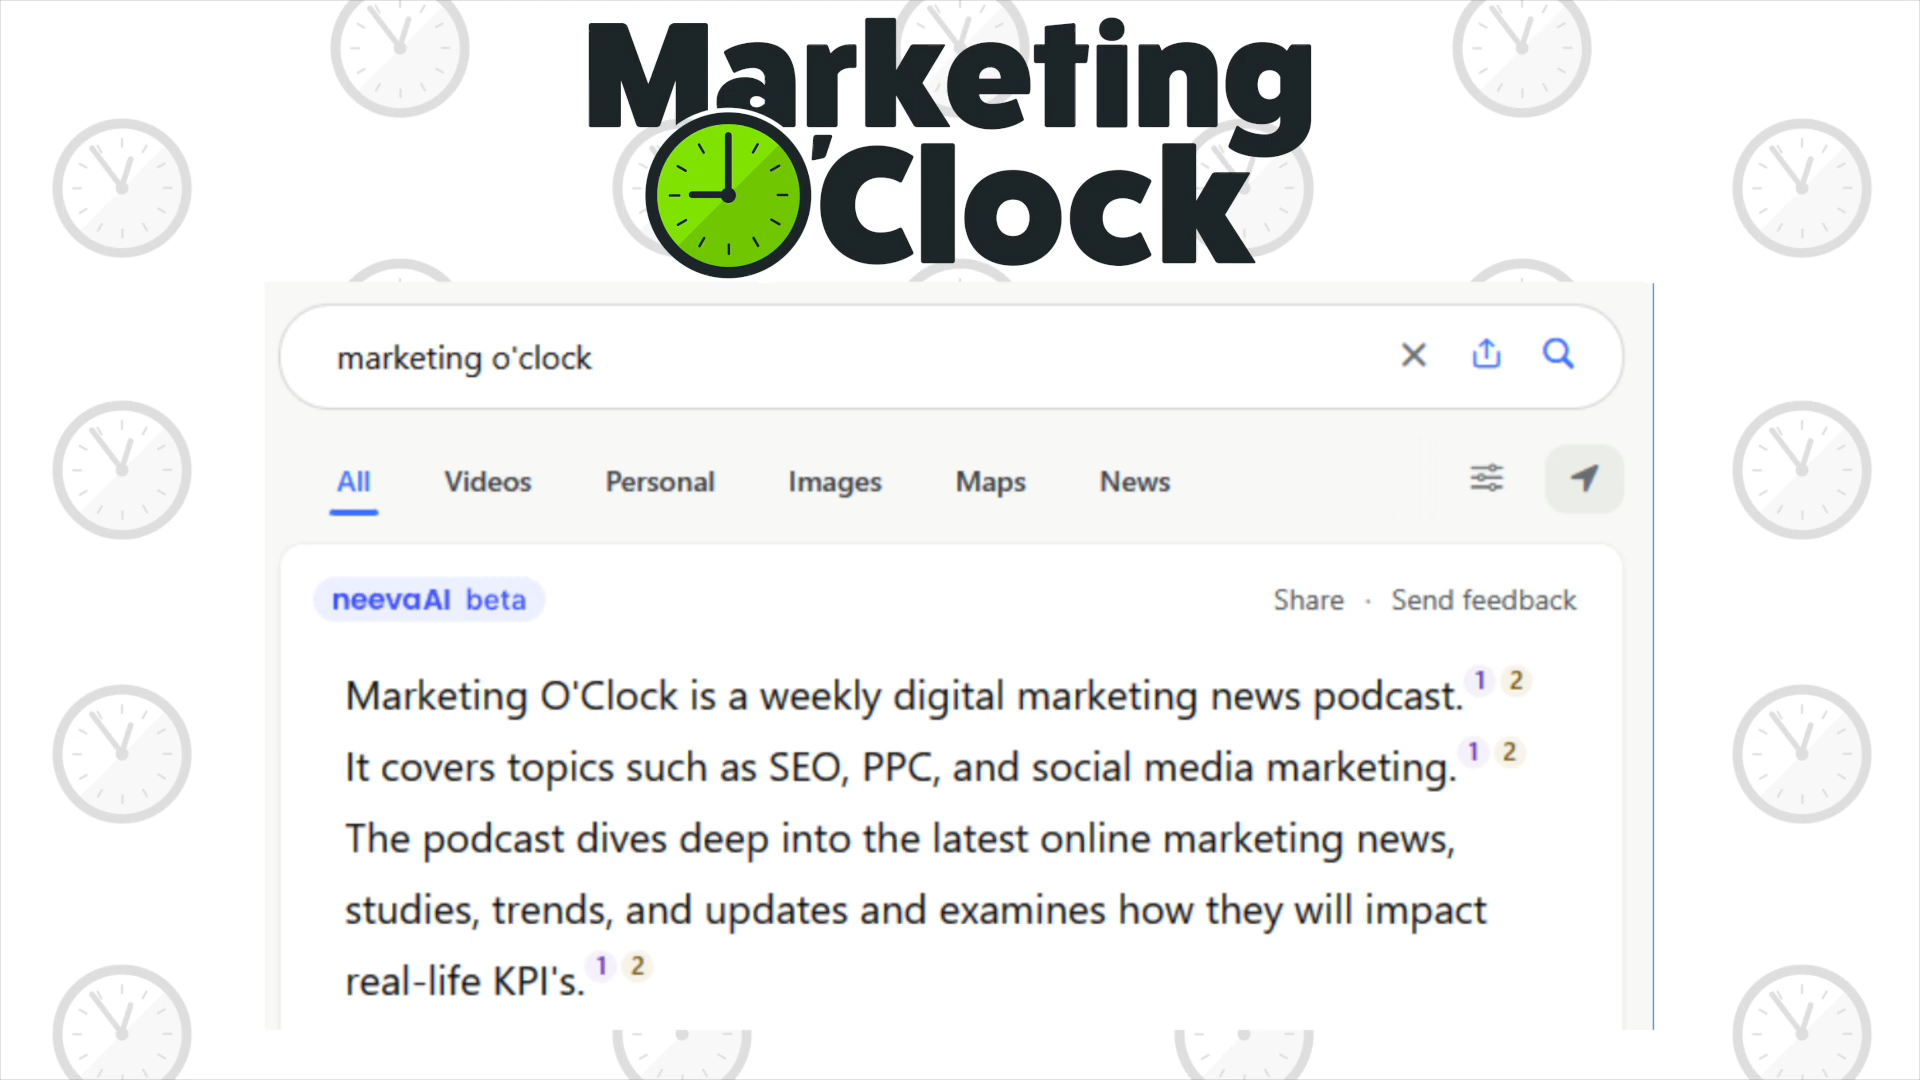 Marketing
O'Clock
marketing o'clock
All Videos Personal Images Maps News
neevaAI beta Share · Send feedback
Marketing O'Clock is a weekly digital marketing news podcast. 1 2
It covers topics such as SEO, PPC, and social media marketing. 1 2
The podcast dives deep into the latest online marketing news,
studies, trends, and updates and examines how they will impact
real-life KPI's. 1 2